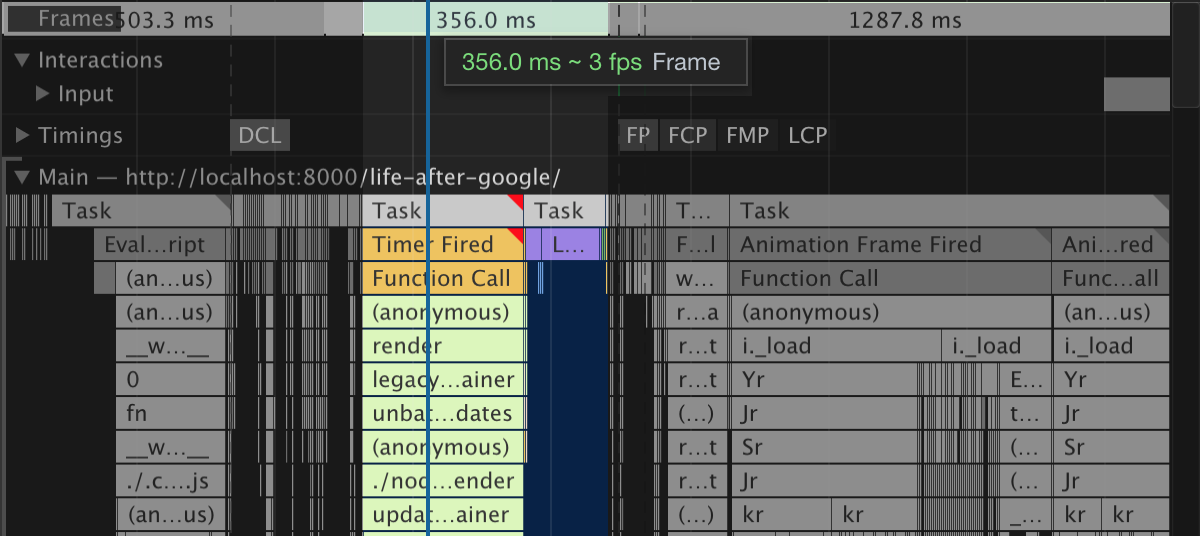 Frames 503.3 ms 356.0 ms 1287.8 ms
356.0 ms ~ 3 fps Frame
Interactions
Input
Timings DCL FP FCP FMP LCP
Main — http://localhost:8000/life-after-google/
Task Task Task T... Task
Eval...ript Timer Fired L... F...l Animation Frame Fired Ani...red
(an...us) Function Call w... Function Call Func...all
(an...us) (anonymous) r...a (anonymous) (an...us)
__w...__ render r...t i._load i._load i._load
0 legacy...ainer r...t Yr E... Yr
fn unbat...dates (...) Jr t... Jr
__w...__ (anonymous) r...t Sr (... Sr
./.c....js ./nod...ender r...t Jr (... Jr
(an...us) updat...ainer (...) kr kr _... kr kr